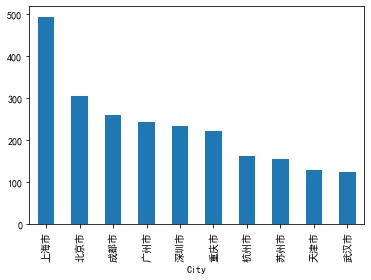 500
400
300
200
100
0
上海市
北京市
成都市
广州市
深圳市
重庆市
杭州市
苏州市
天津市
武汉市
City